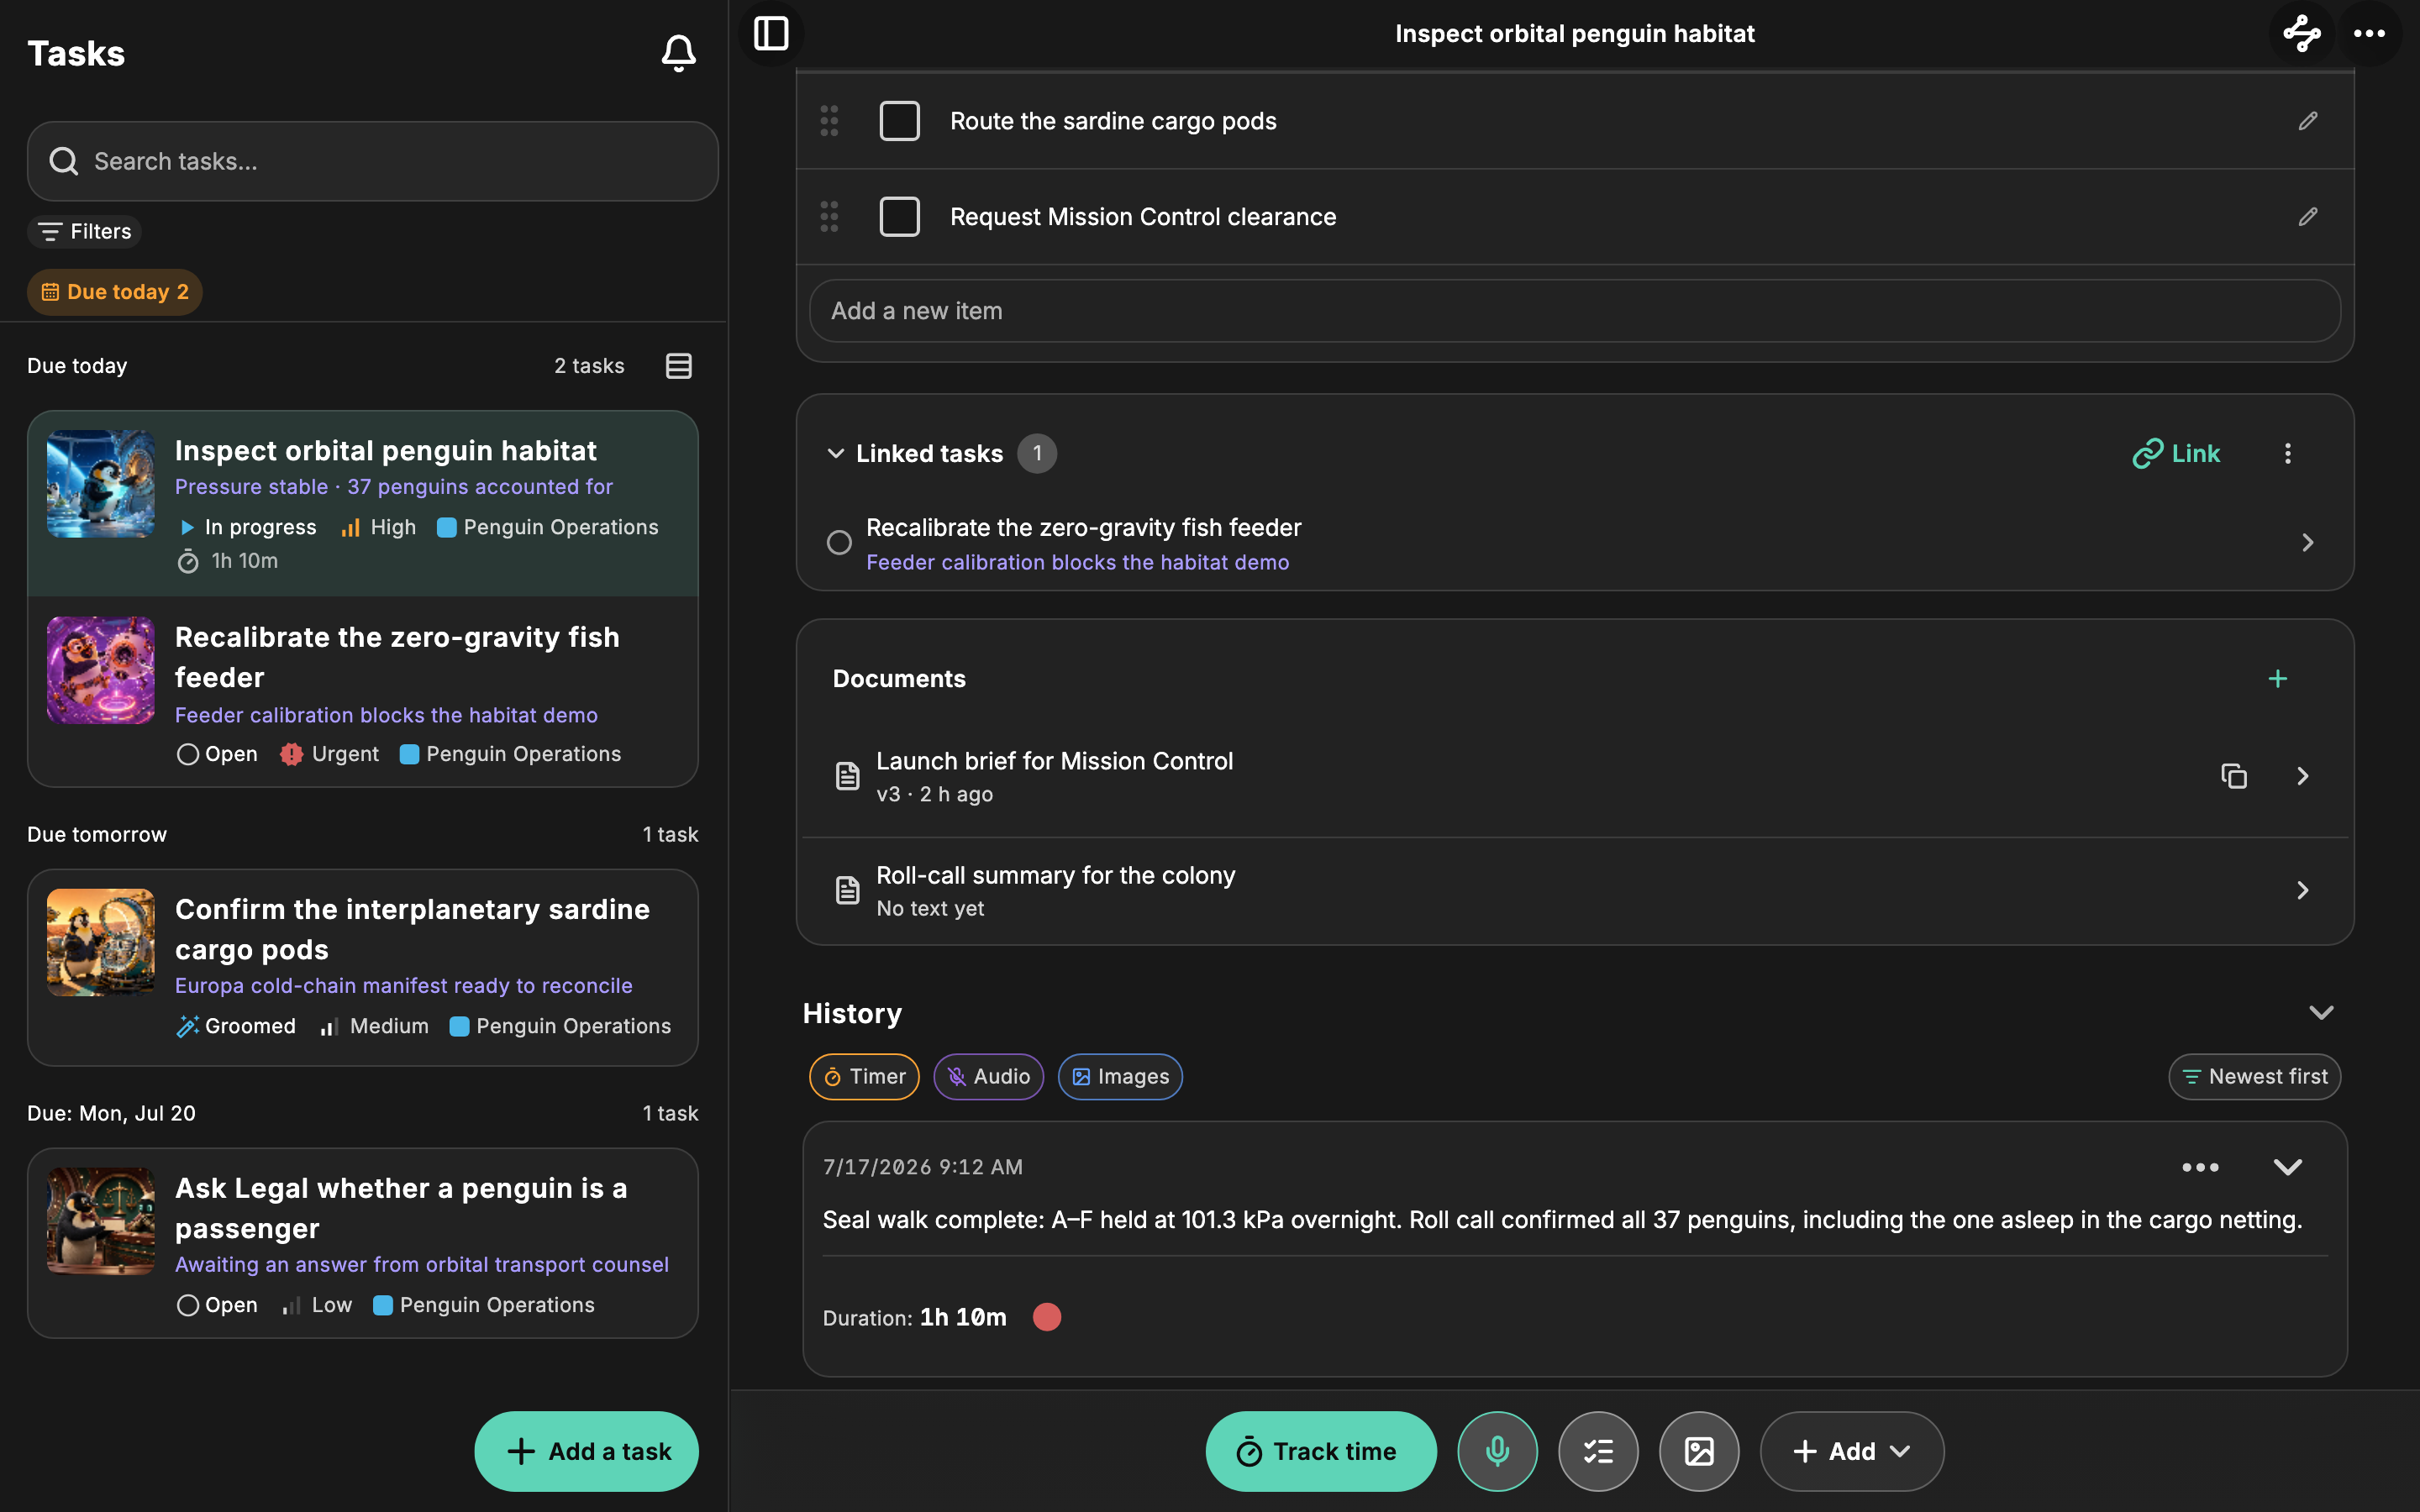 Tasks
Search tasks...
Filters
Due today 2
Due today
2 tasks
Inspect orbital penguin habitat
Pressure stable · 37 penguins accounted for
In progress
High
Penguin Operations
1h 10m
Recalibrate the zero-gravity fish
feeder
Feeder calibration blocks the habitat demo
Open
Urgent
Penguin Operations
Due tomorrow
1 task
Confirm the interplanetary sardine
cargo pods
Europa cold-chain manifest ready to reconcile
Groomed
Medium
Penguin Operations
Due: Mon, Jul 20
1 task
Ask Legal whether a penguin is a
passenger
Awaiting an answer from orbital transport counsel
Open
Low
Penguin Operations
Add a task
Inspect orbital penguin habitat
Route the sardine cargo pods
Request Mission Control clearance
Add a new item
Linked tasks 1
Link
Recalibrate the zero-gravity fish feeder
Feeder calibration blocks the habitat demo
Documents
Launch brief for Mission Control
v3 · 2 h ago
Roll-call summary for the colony
No text yet
History
Timer
Audio
Images
Newest first
7/17/2026 9:12 AM
Seal walk complete: A–F held at 101.3 kPa overnight. Roll call confirmed all 37 penguins, including the one asleep in the cargo netting.
Duration: 1h 10m
Track time
Add